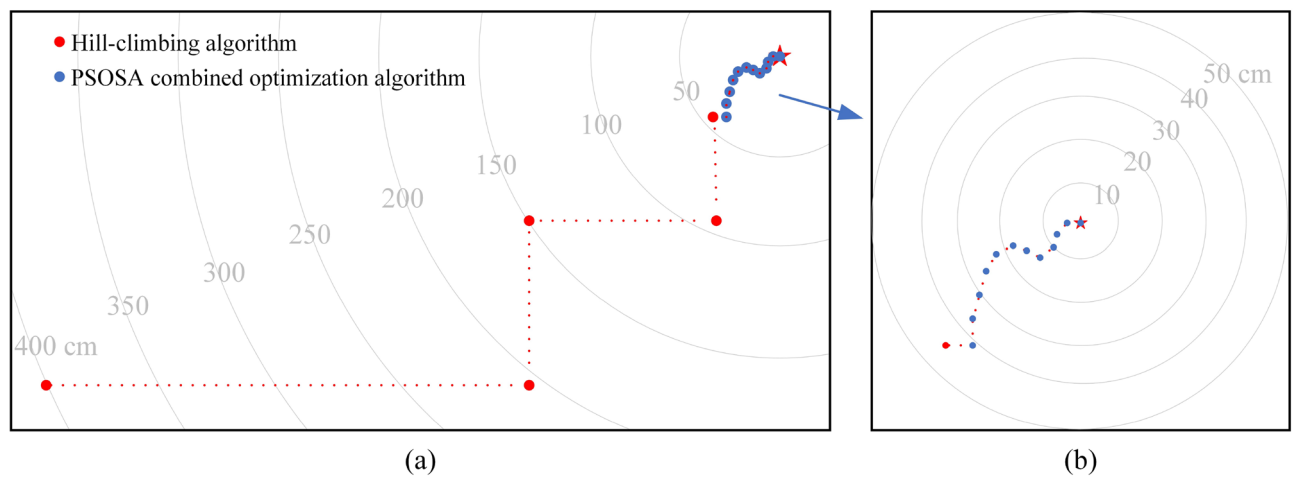 Hill-climbing algorithm
PSOSA combined optimization algorithm
50
100
150
200
250
300
350
400 cm
50 cm
40
30
20
10
(a)
(b)